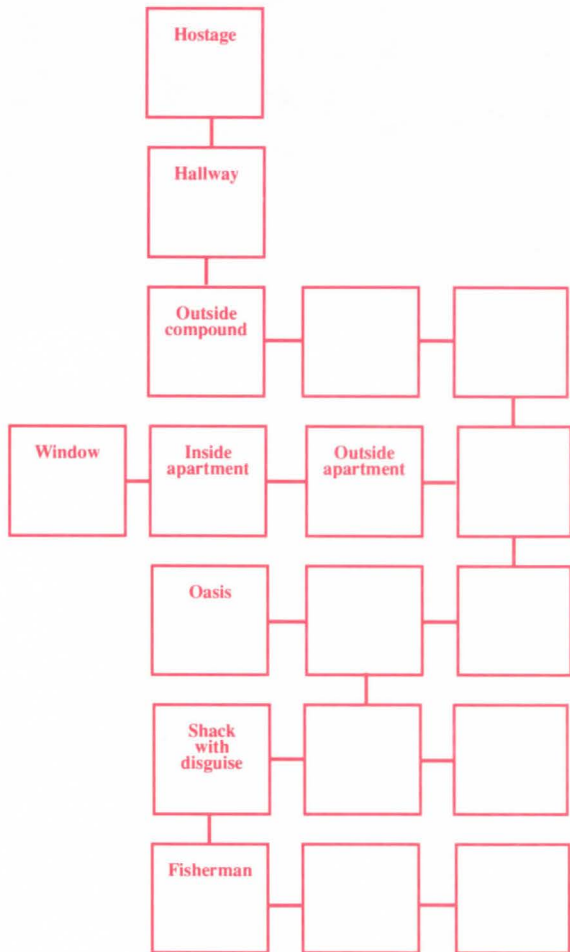 Hostage
Hallway
Outside
compound
Window
Inside
apartment
Outside
apartment
Oasis
Shack
with
disguise
Fisherman